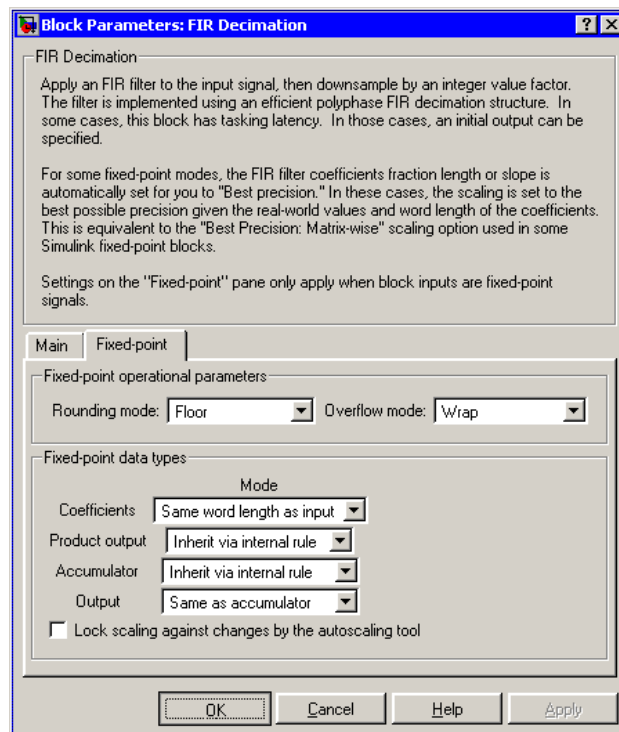 Block Parameters: FIR Decimation
FIR Decimation
Apply an FIR filter to the input signal, then downsample by an integer value factor.
The filter is implemented using an efficient polyphase FIR decimation structure. In
some cases, this block has tasking latency. In those cases, an initial output can be
specified.
For some fixed-point modes, the FIR filter coefficients fraction length or slope is
automatically set for you to "Best precision." In these cases, the scaling is set to the
best possible precision given the real-world values and word length of the coefficients.
This is equivalent to the "Best Precision: Matrix-wise" scaling option used in some
Simulink fixed-point blocks.
Settings on the "Fixed-point" pane only apply when block inputs are fixed-point
signals.
Main Fixed-point
Fixed-point operational parameters
Rounding mode: Floor Overflow mode: Wrap
Fixed-point data types
Mode
Coefficients Same word length as input
Product output Inherit via internal rule
Accumulator Inherit via internal rule
Output Same as accumulator
Lock scaling against changes by the autoscaling tool
OK Cancel Help Apply